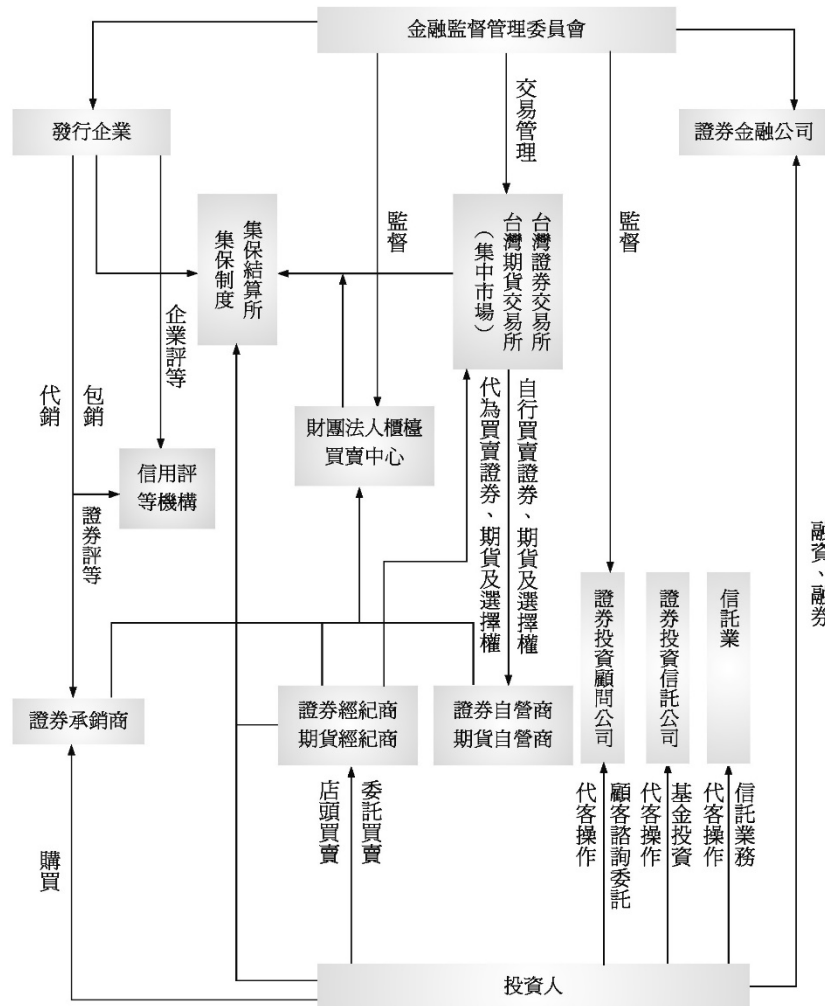 金融監督管理委員會
發行企業
證券金融公司
交易管理
監督
監督
集保結算所
集保制度
台灣證券交易所
台灣期貨交易所
（集中市場）
企業評等
代銷
包銷
財團法人櫃檯
買賣中心
信用評
等機構
證券評等
代為買賣證券、期貨及選擇權
自行買賣證券、期貨及選擇權
融資、融券
證券投資顧問公司
證券投資信託公司
信託業
證券承銷商
證券經紀商
期貨經紀商
證券自營商
期貨自營商
購買
店頭買賣
委託買賣
代客操作
顧客諮詢委託
代客操作
基金投資
代客操作
信託業務
投資人